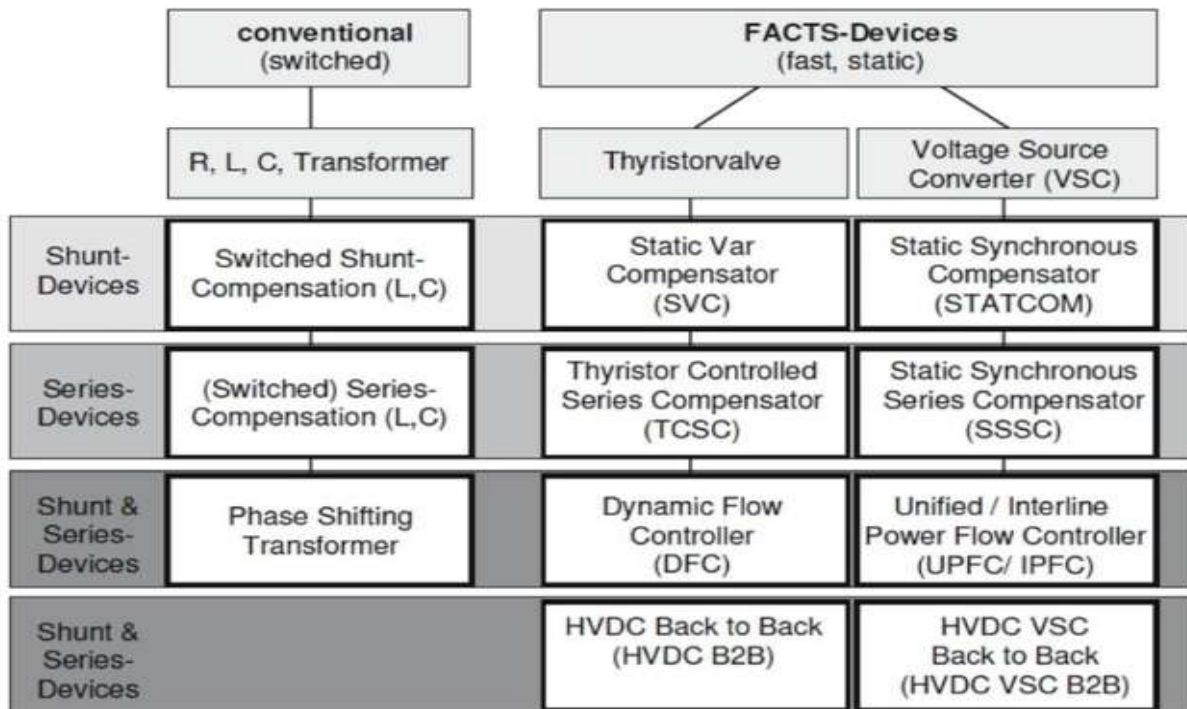 conventional
(switched)
FACTS-Devices
(fast, static)
R, L, C, Transformer
Thyristorvalve
Voltage Source
Converter (VSC)
Shunt-
Devices
Switched Shunt-
Compensation (L,C)
Static Var
Compensator
(SVC)
Static Synchronous
Compensator
(STATCOM)
Series-
Devices
(Switched) Series-
Compensation (L,C)
Thyristor Controlled
Series Compensator
(TCSC)
Static Synchronous
Series Compensator
(SSSC)
Shunt &
Series-
Devices
Phase Shifting
Transformer
Dynamic Flow
Controller
(DFC)
Unified / Interline
Power Flow Controller
(UPFC/ IPFC)
Shunt &
Series-
Devices
HVDC Back to Back
(HVDC B2B)
HVDC VSC
Back to Back
(HVDC VSC B2B)